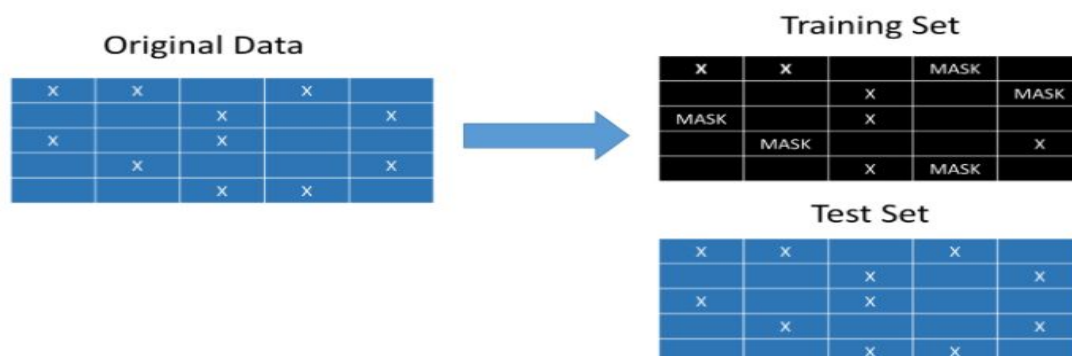 Original Data
X X X
X X
X X
X X
X X
Training Set
X X MASK
X MASK
MASK X
MASK X
X MASK
Test Set
X X X
X X
X X
X X
X X